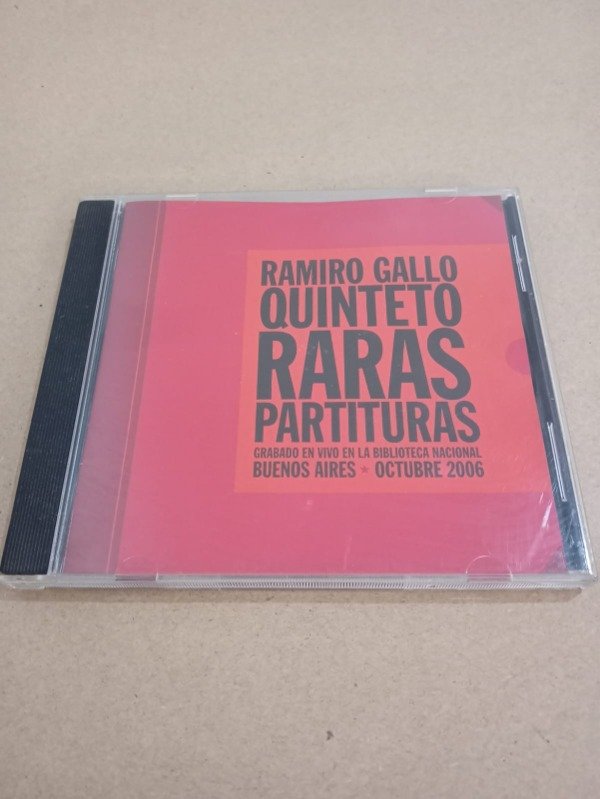 RAMIRO GALLO
QUINTETO
RARAS
PARTITURAS
GRABADO EN VIVO EN LA BIBLIOTECA NACIONAL
BUENOS AIRES ★ OCTUBRE 2006